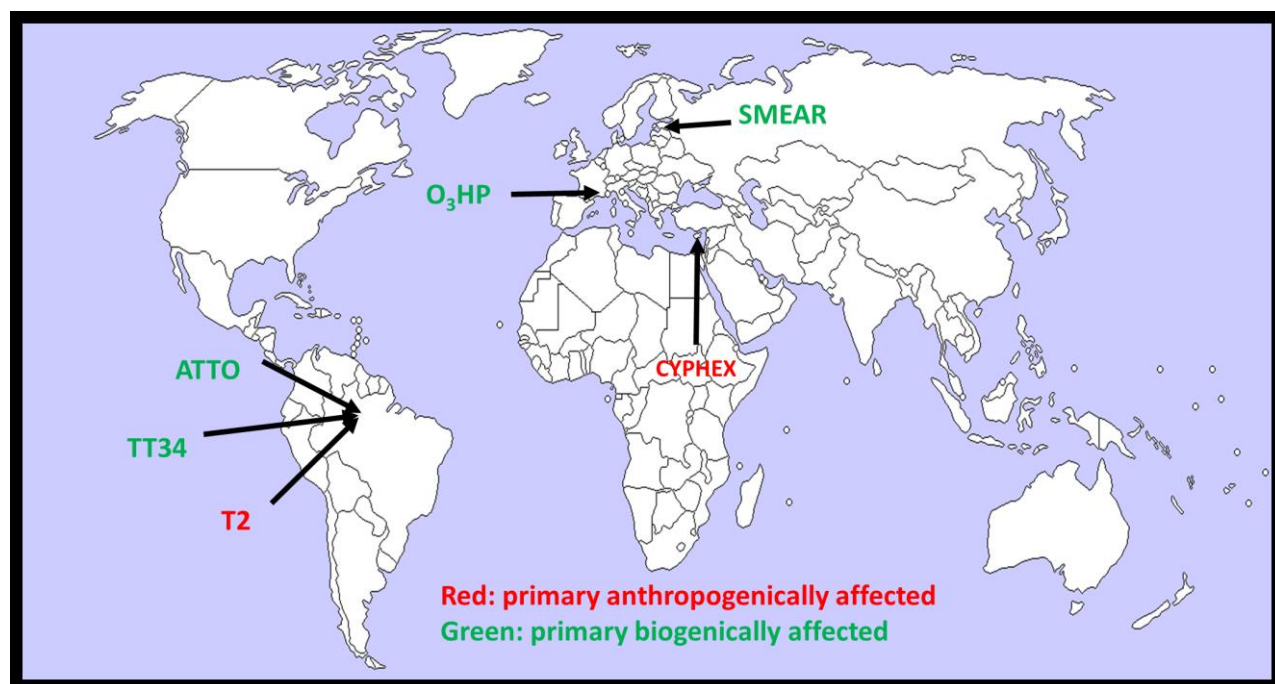 SMEAR
O₃HP
CYPHEX
ATTO
TT34
T2
Red: primary anthropogenically affected
Green: primary biogenically affected